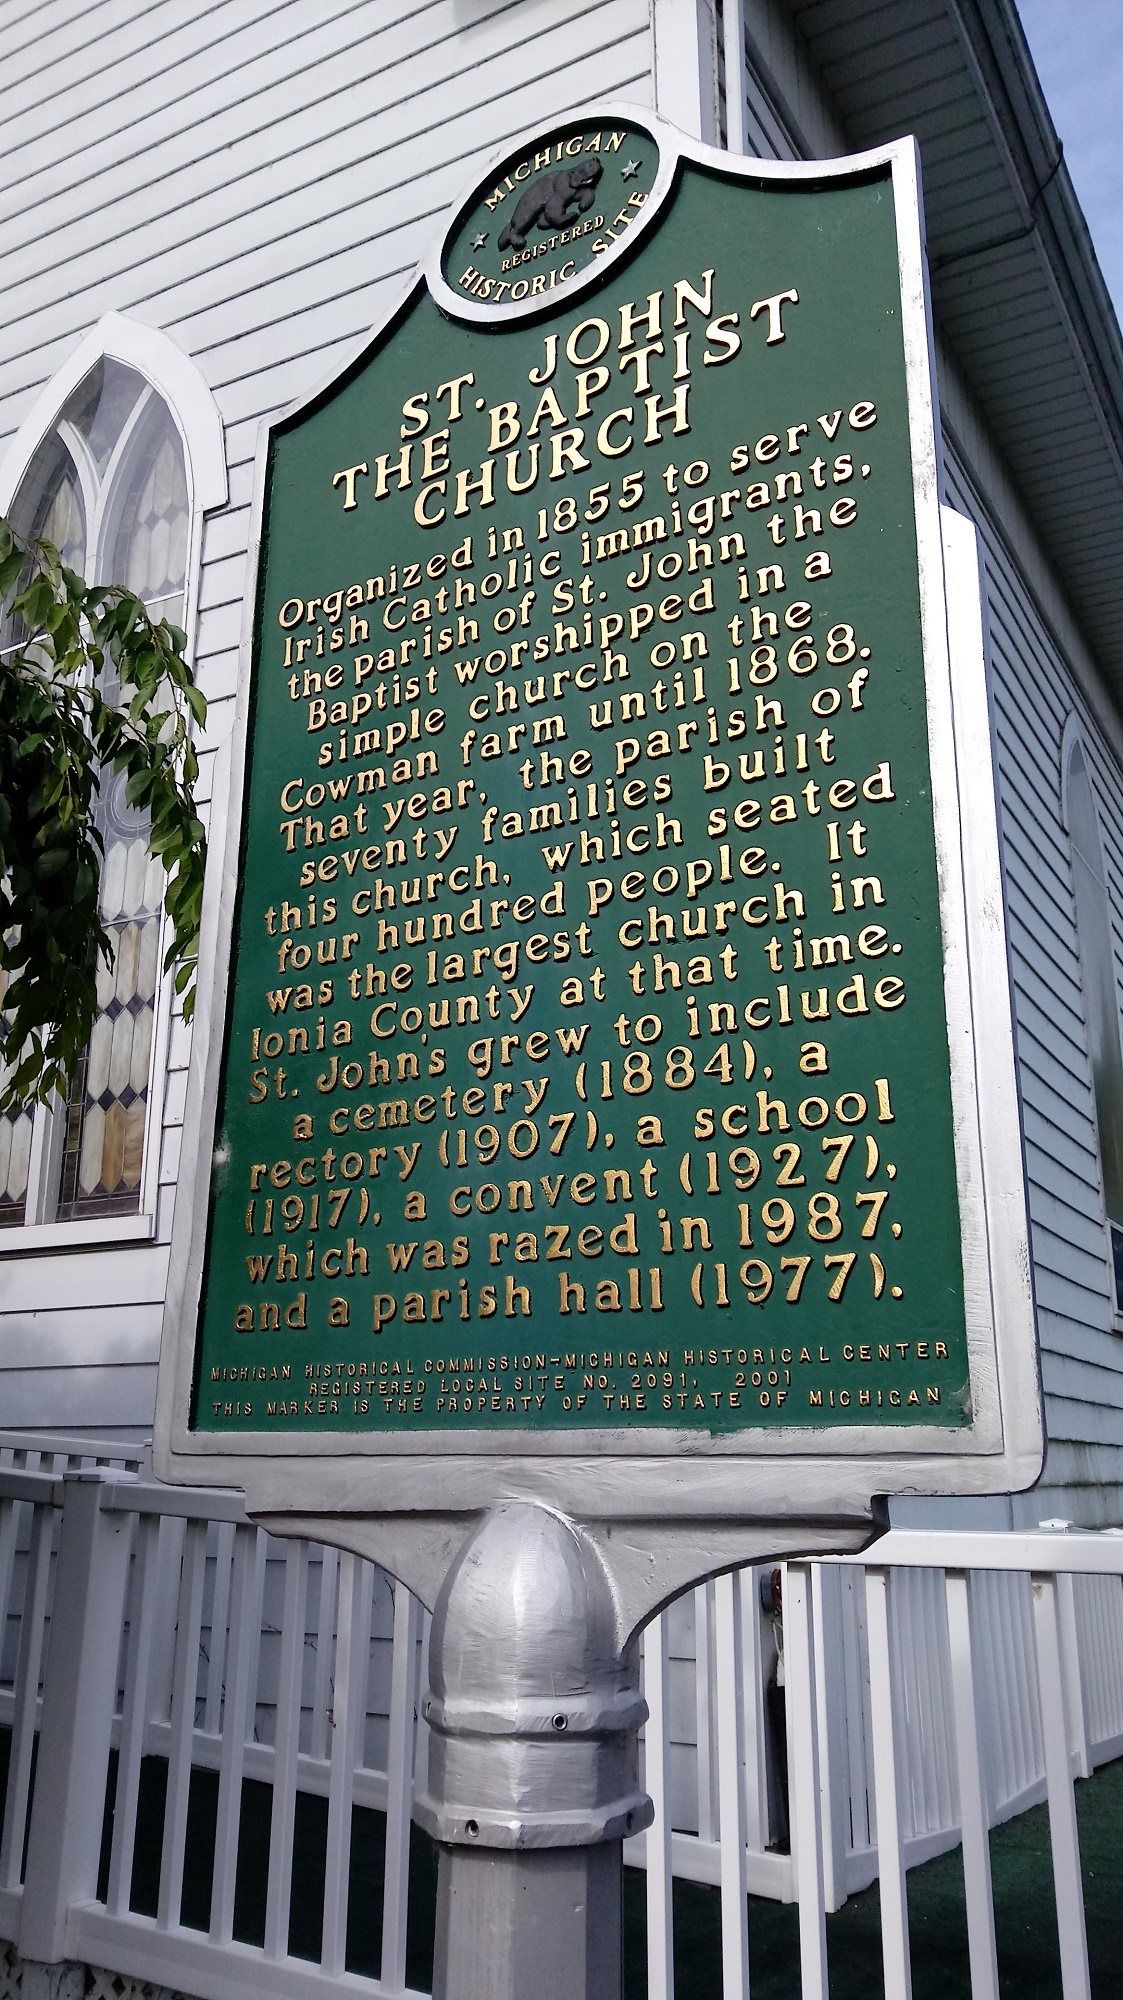 MICHIGAN
REGISTERED
HISTORIC SITE
ST. JOHN
THE BAPTIST
CHURCH
Organized in 1855 to serve
Irish Catholic immigrants,
the parish of St. John the
Baptist worshipped in a
simple church on the
Cowman farm until 1868.
That year, the parish of
seventy families built
this church, which seated
four hundred people. It
was the largest church in
Ionia County at that time.
St. John's grew to include
a cemetery (1884), a
rectory (1907), a school
(1917), a convent (1927),
which was razed in 1987,
and a parish hall (1977).
MICHIGAN HISTORICAL COMMISSION-MICHIGAN HISTORICAL CENTER
REGISTERED LOCAL SITE NO. 2091, 2001
THIS MARKER IS THE PROPERTY OF THE STATE OF MICHIGAN